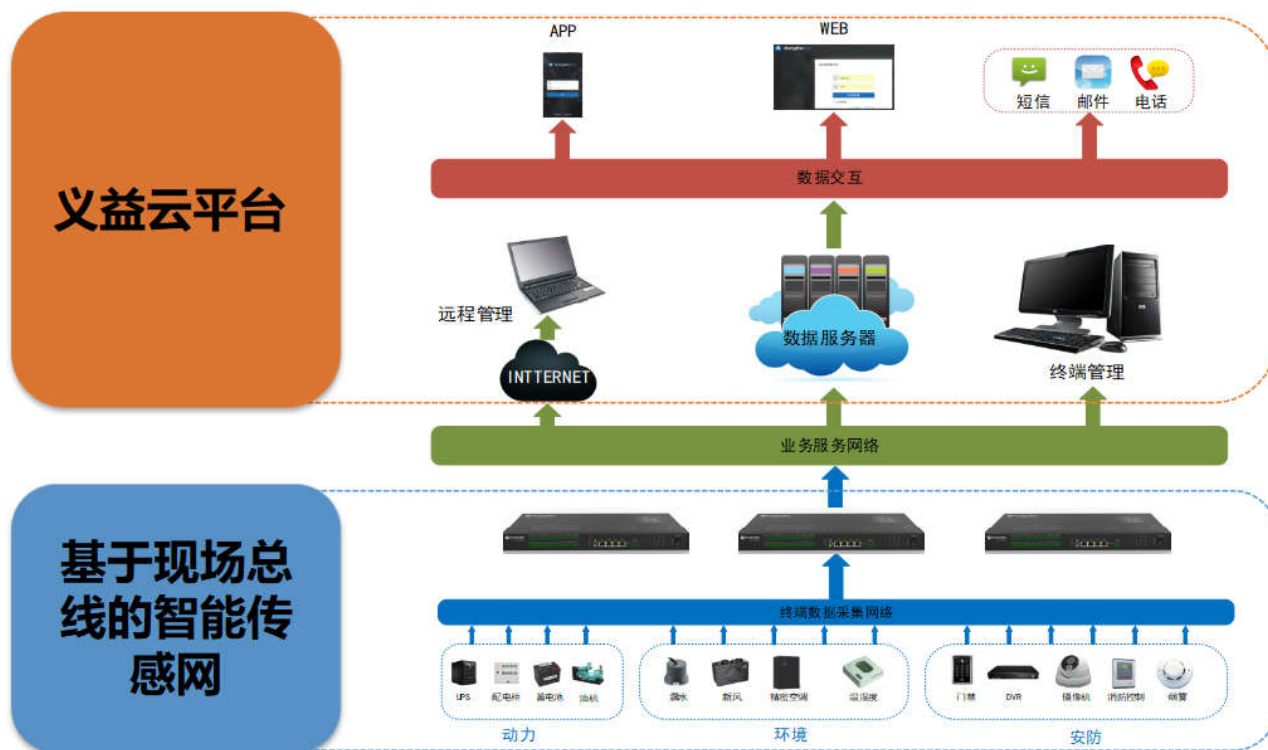 APP
WEB
短信
邮件
电话
数据交互
义益云平台
远程管理
数据服务器
INTTERNET
终端管理
业务服务网络
基于现场总
线的智能传
感网
终端数据采集网络
UPS
配电柜
蓄电池
油机
漏水
新风
精密空调
温湿度
门禁
DVR
摄像机
消防控制
烟雾
动力
环境
安防